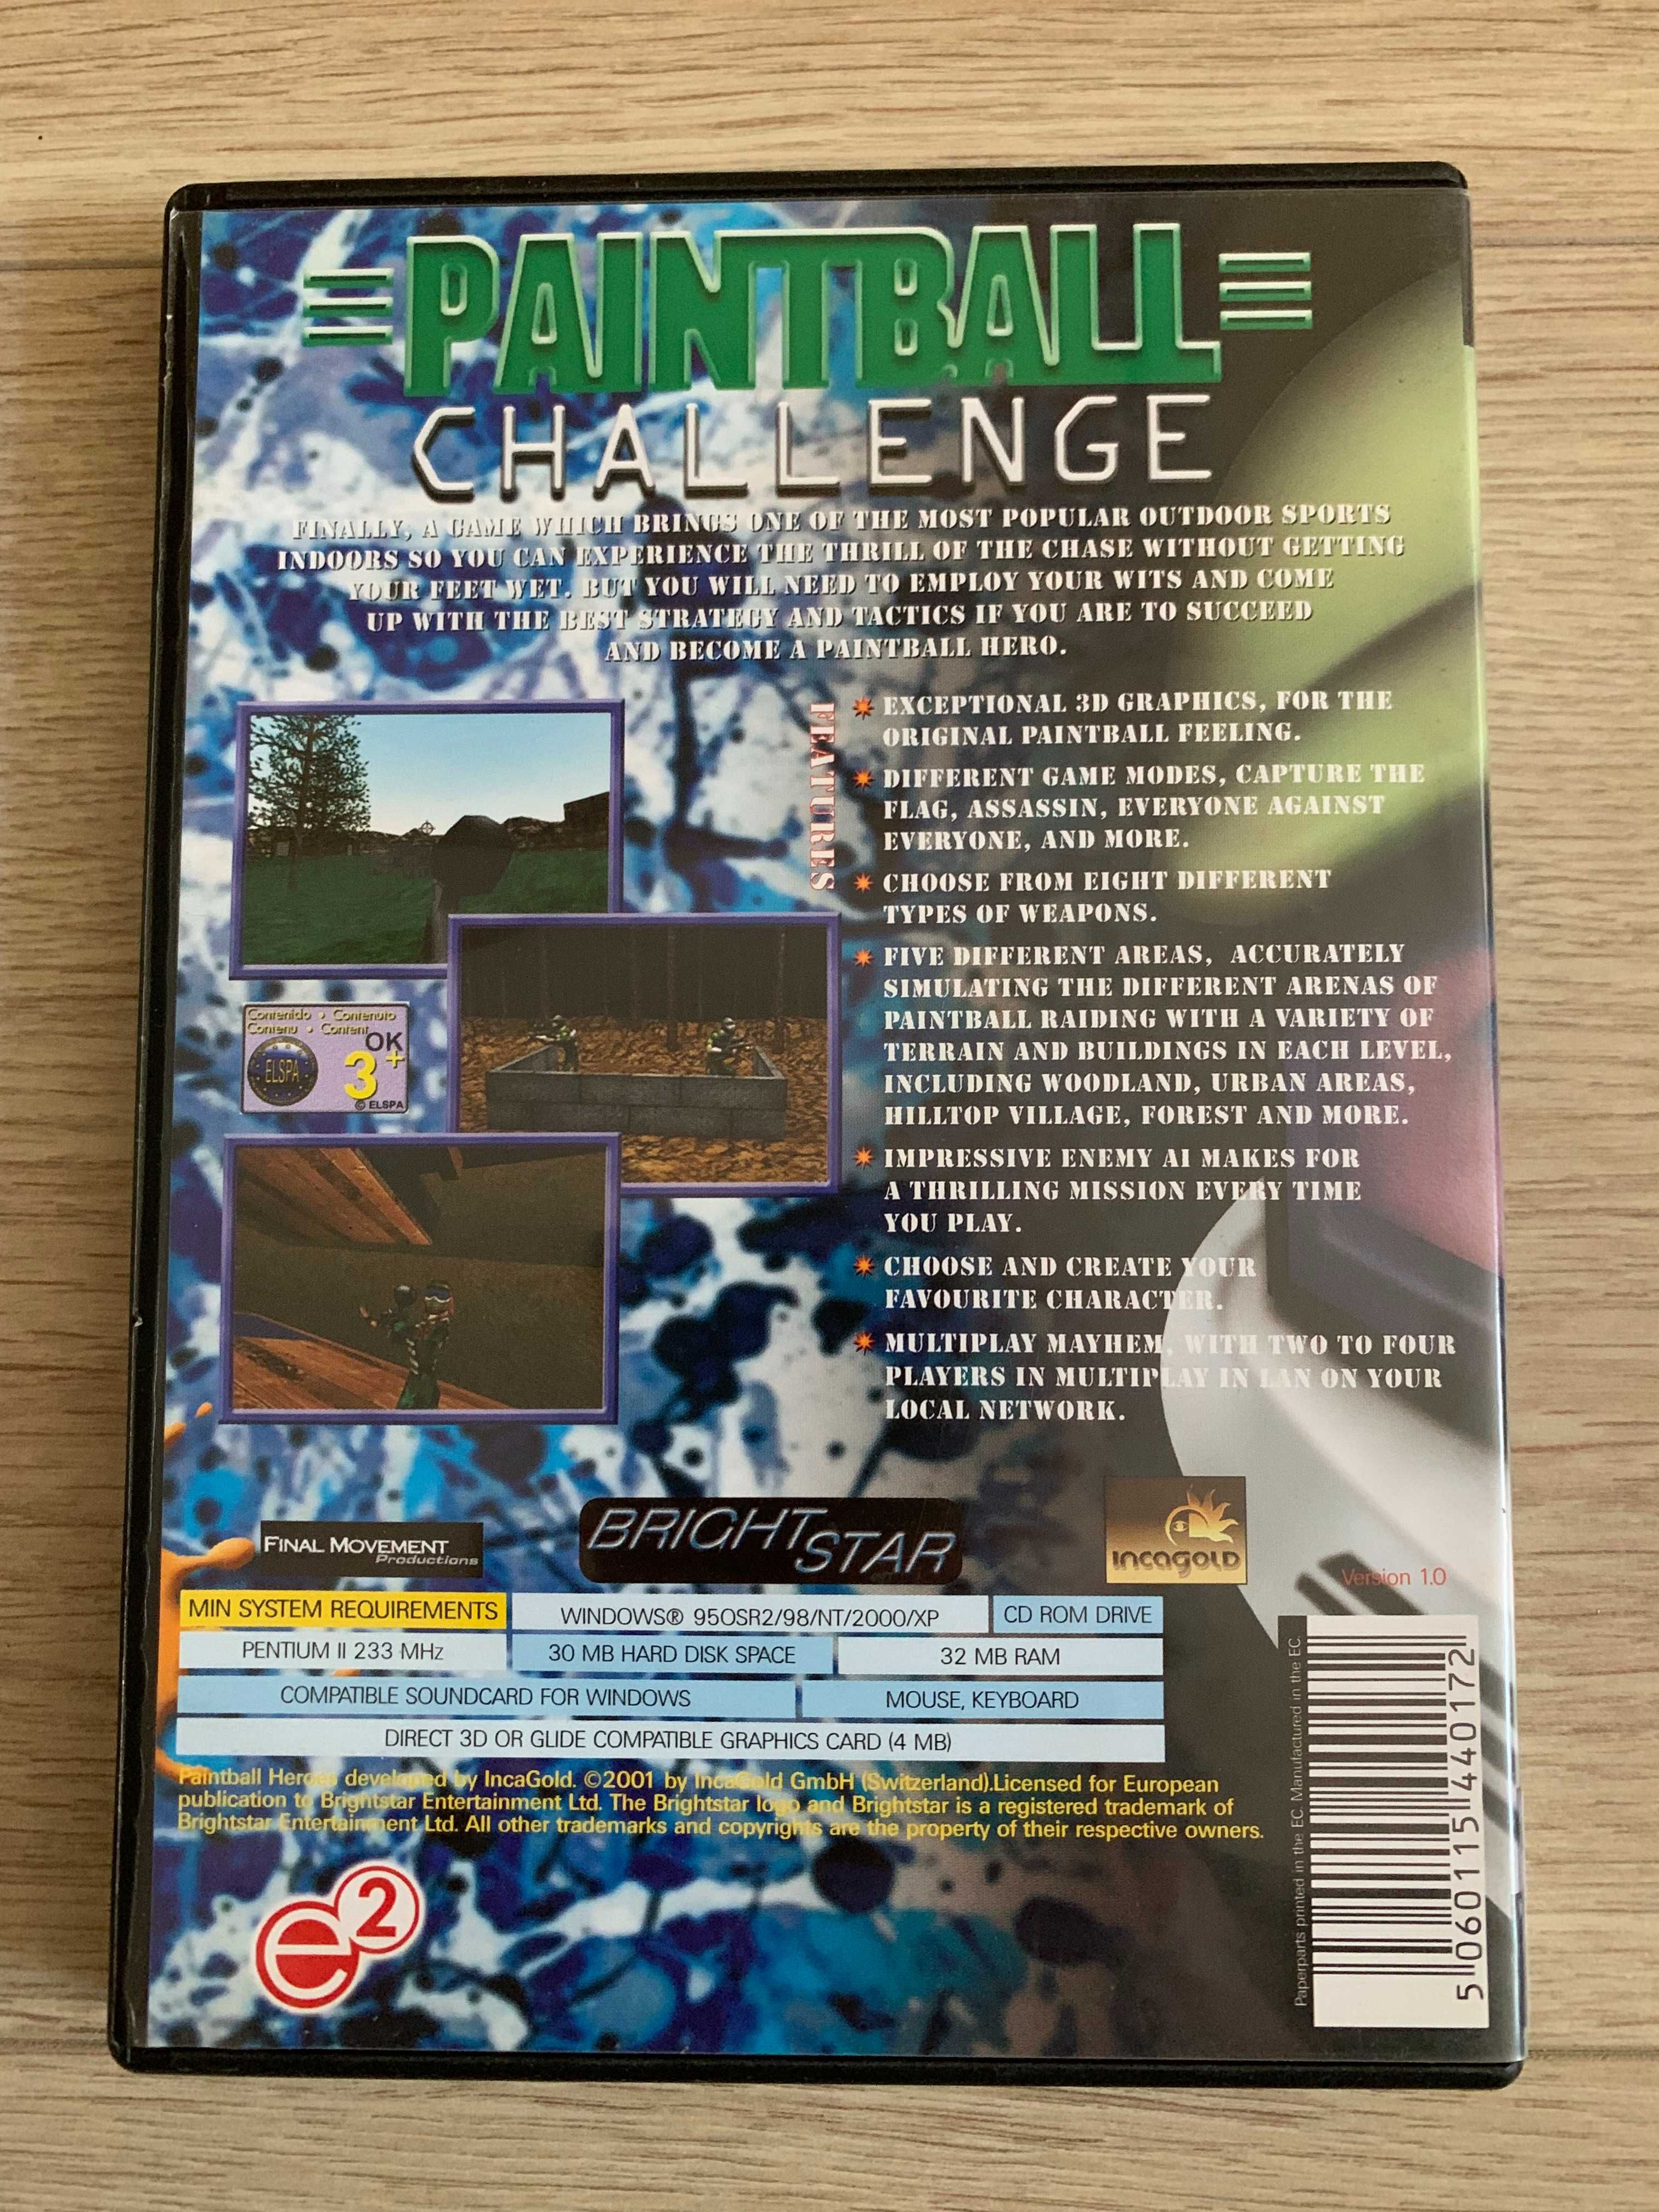 PAINTBALL
CHALLENGE
FINALLY, A GAME WHICH BRINGS ONE OF THE MOST POPULAR OUTDOOR SPORTS
INDOORS SO YOU CAN EXPERIENCE THE THRILL OF THE CHASE WITHOUT GETTING
YOUR FEET WET. BUT YOU WILL NEED TO EMPLOY YOUR WITS AND COME
UP WITH THE BEST STRATEGY AND TACTICS IF YOU ARE TO SUCCEED
AND BECOME A PAINTBALL HERO.
FEATURES
EXCEPTIONAL 3D GRAPHICS, FOR THE
ORIGINAL PAINTBALL FEELING.
DIFFERENT GAME MODES, CAPTURE THE
FLAG, ASSASSIN, EVERYONE AGAINST
EVERYONE, AND MORE.
CHOOSE FROM EIGHT DIFFERENT
TYPES OF WEAPONS.
FIVE DIFFERENT AREAS, ACCURATELY
SIMULATING THE DIFFERENT ARENAS OF
PAINTBALL RAIDING WITH A VARIETY OF
TERRAIN AND BUILDINGS IN EACH LEVEL,
INCLUDING WOODLAND, URBAN AREAS,
HILLTOP VILLAGE, FOREST AND MORE.
IMPRESSIVE ENEMY AI MAKES FOR
A THRILLING MISSION EVERY TIME
YOU PLAY.
CHOOSE AND CREATE YOUR
FAVOURITE CHARACTER.
MULTIPLAY MAYHEM, WITH TWO TO FOUR
PLAYERS IN MULTIPLAY IN LAN ON YOUR
LOCAL NETWORK.
Contenido • Contenuto
Contenu • Content
OK
ELSPA
3+
© ELSPA
FINAL MOVEMENT
Productions
BRIGHTSTAR
incagold
Version 1.0
MIN SYSTEM REQUIREMENTS
WINDOWS® 95OSR2/98/NT/2000/XP
CD ROM DRIVE
PENTIUM II 233 MHz
30 MB HARD DISK SPACE
32 MB RAM
COMPATIBLE SOUNDCARD FOR WINDOWS
MOUSE, KEYBOARD
DIRECT 3D OR GLIDE COMPATIBLE GRAPHICS CARD (4 MB)
Paintball Heroes developed by IncaGold. ©2001 by IncaGold GmbH (Switzerland).Licensed for European
publication to Brightstar Entertainment Ltd. The Brightstar logo and Brightstar is a registered trademark of
Brightstar Entertainment Ltd. All other trademarks and copyrights are the property of their respective owners.
e2
Paperparts printed in the EC. Manufactured in the EC.
5 060115 440172